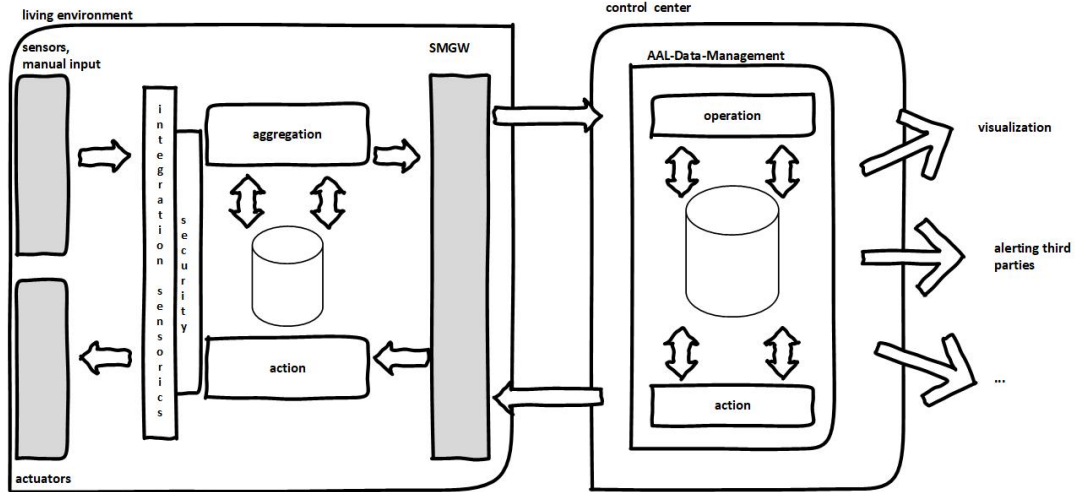 living environment
control center
sensors,
manual input
SMGW
AAL-Data-Management
integration sensorics
security
aggregation
operation
visualization
alerting third
parties
action
action
...
actuators